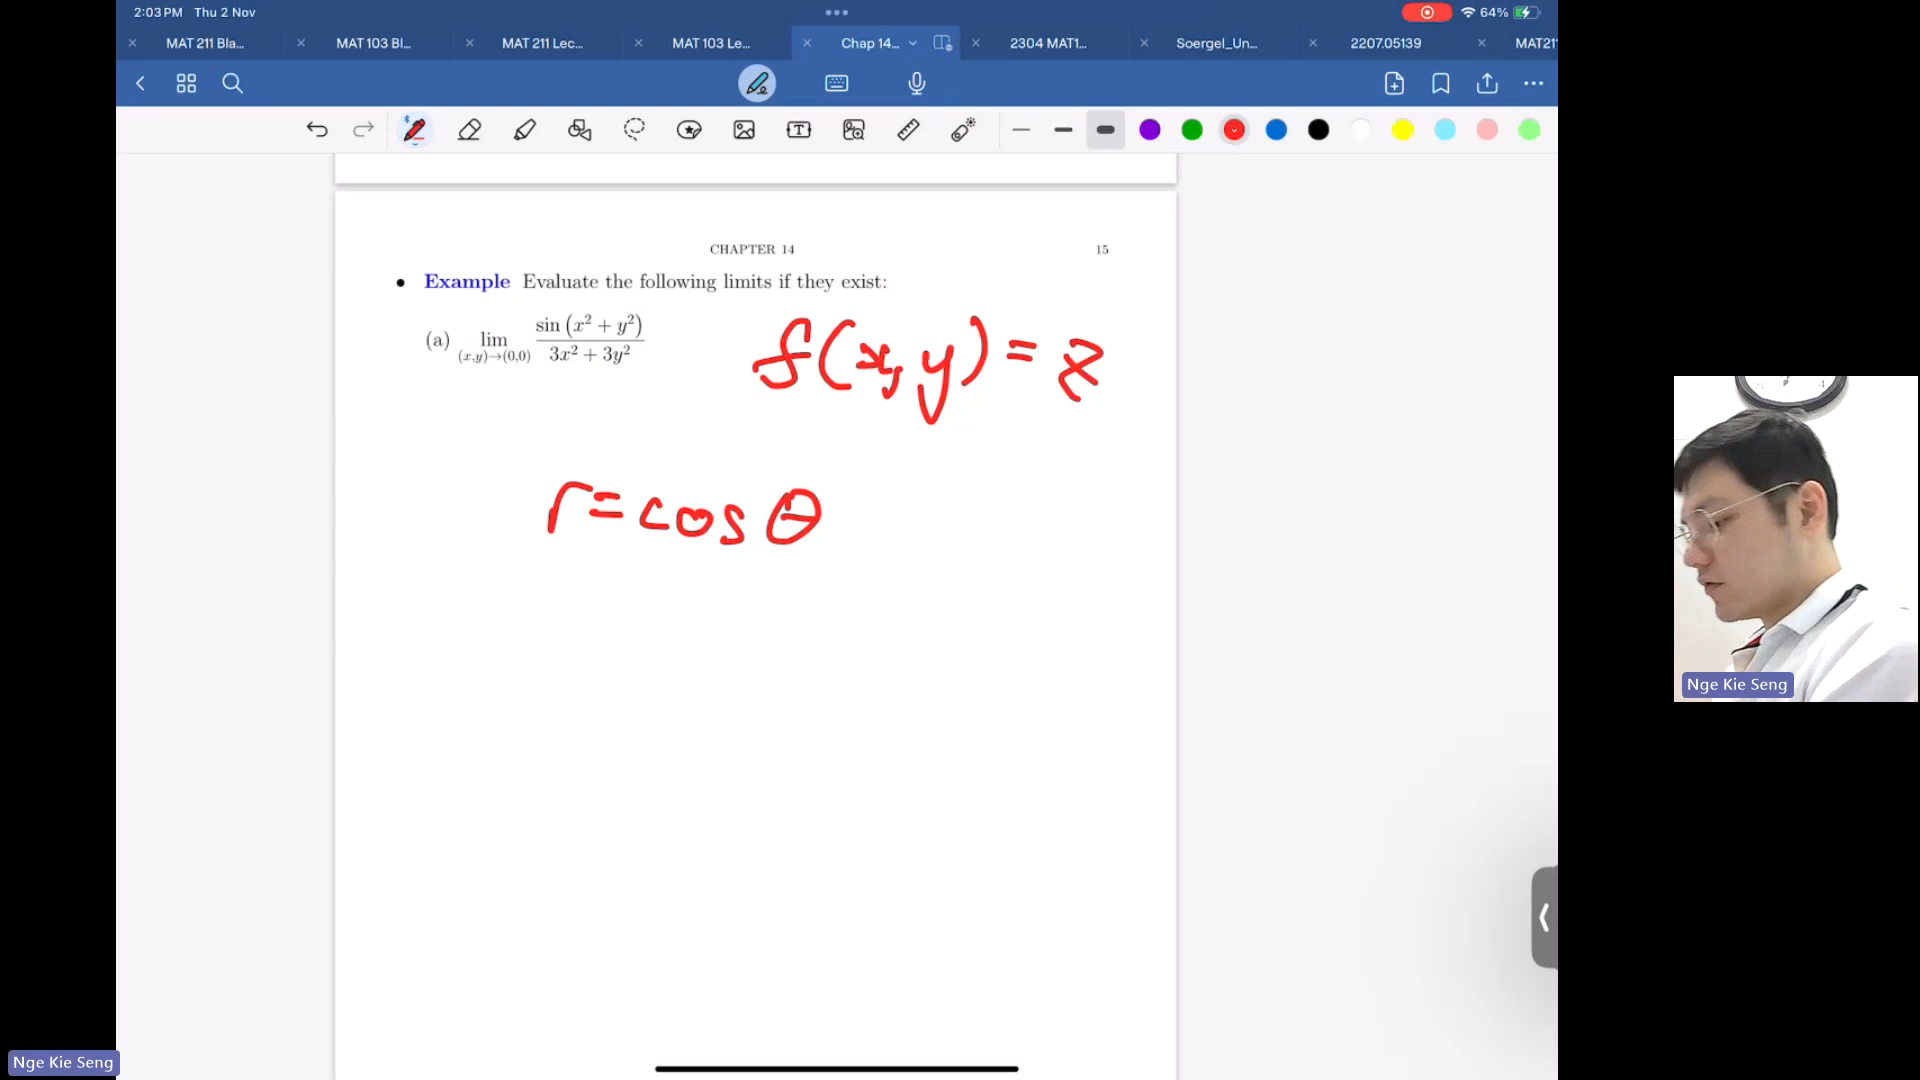 2:03 PM Thu 2 Nov
64%
MAT 211 Bla... MAT 103 Bl... MAT 211 Lec... MAT 103 Le... Chap 14... 2304 MAT1... Soergel_Un... 2207.05139 MAT21
CHAPTER 14 15
• Example Evaluate the following limits if they exist:
(a) lim (x,y)→(0,0) sin (x² + y²) / 3x² + 3y²
f(x, y) = z
r = cos θ
Nge Kie Seng
Nge Kie Seng